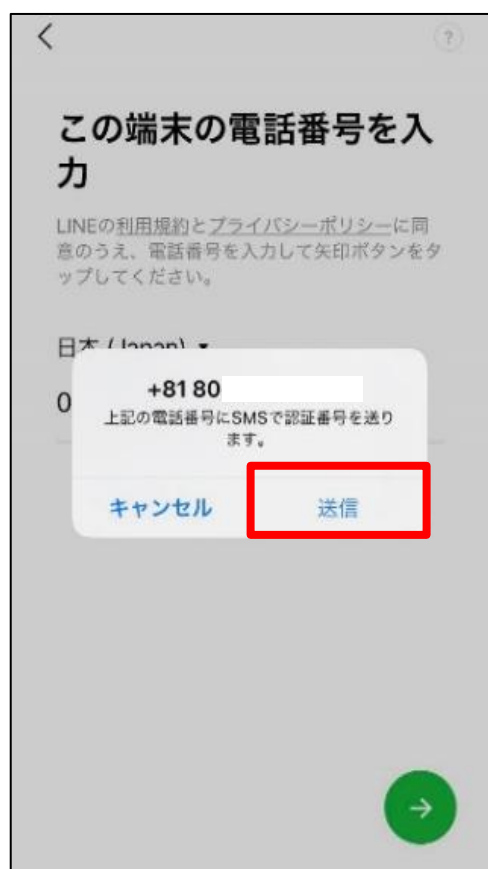 ?
この端末の電話番号を入
力
LINEの利用規約とプライバシーポリシーに同
意のうえ、電話番号を入力して矢印ボタンをタ
ップしてください。
日本 (Japan)
0
+81 80
上記の電話番号にSMSで認証番号を送り
ます。
キャンセル
送信